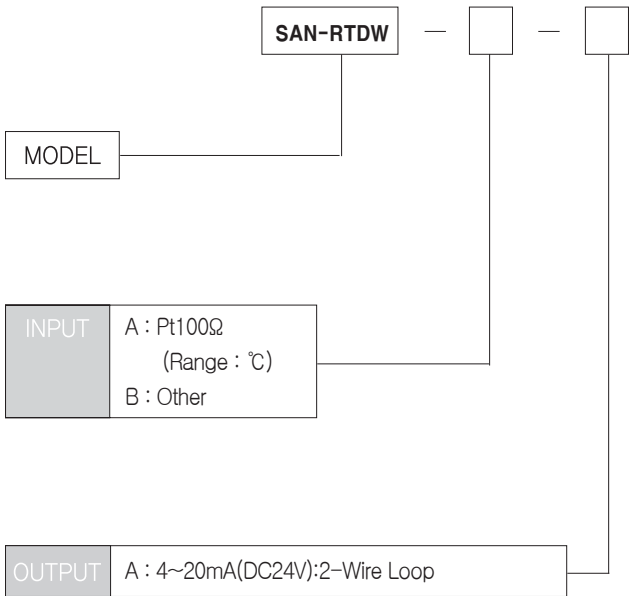 SAN-RTDW — —
MODEL
INPUT
A : Pt100Ω
(Range : ℃)
B : Other
OUTPUT
A : 4~20mA(DC24V):2-Wire Loop